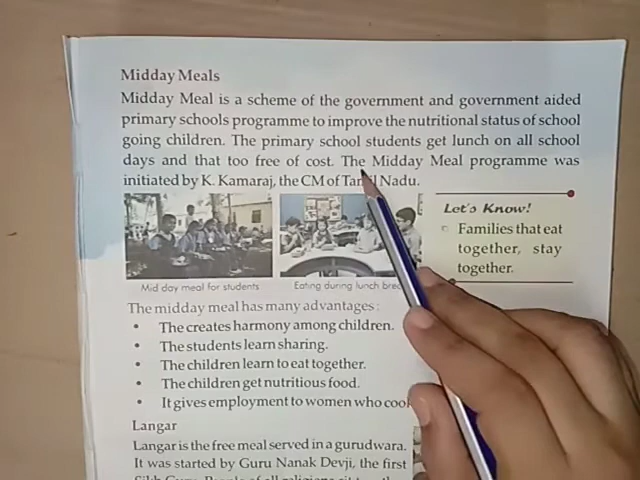 Midday Meals
Midday Meal is a scheme of the government and government aided
primary schools programme to improve the nutritional status of school
going children. The primary school students get lunch on all school
days and that too free of cost. The Midday Meal programme was
initiated by K. Kamaraj, the CM of Tamil Nadu.
Let's Know!
Families that eat
together, stay
together.
Mid day meal for students
Eating during lunch
The midday meal has many advantages:
• The creates harmony among children.
• The students learn sharing.
• The children learn to eat together.
• The children get nutritious food.
• It gives employment to women who
Langar
Langar is the free meal served in a gurudwara.
It was started by Guru Nanak Devji, the first